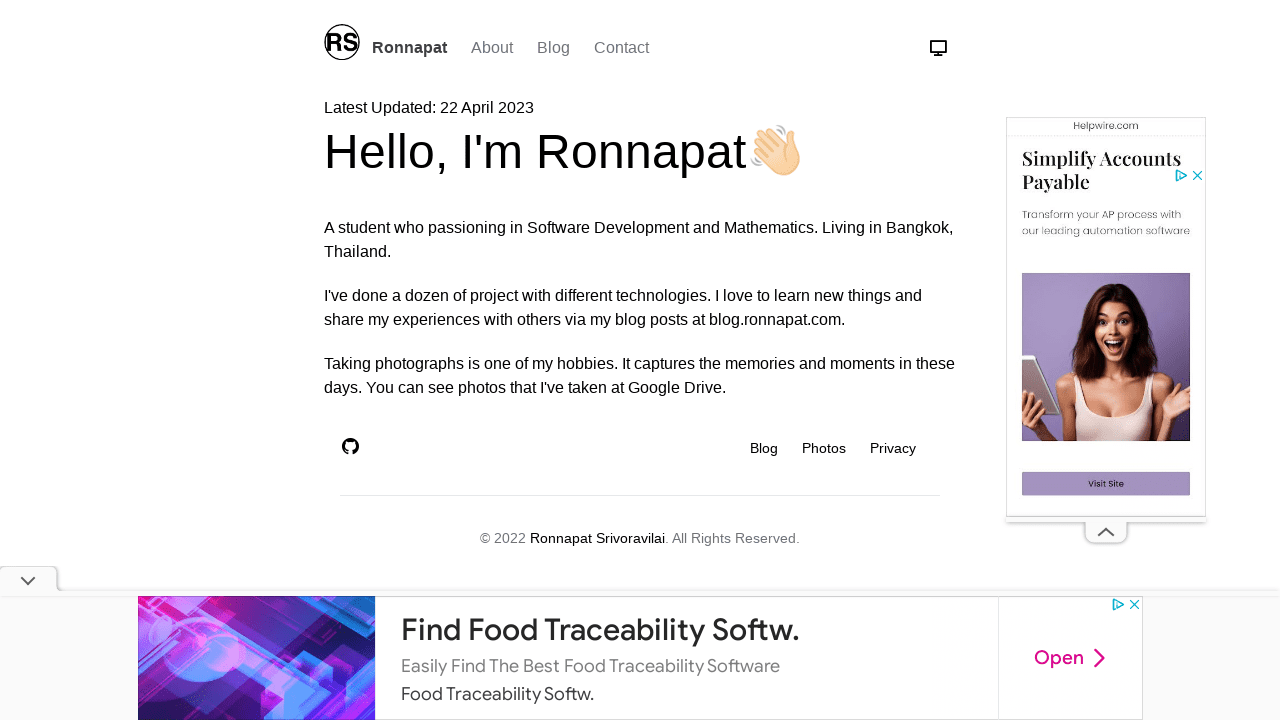 RS
Ronnapat About Blog Contact
Latest Updated: 22 April 2023
Hello, I'm Ronnapat👋🏻
A student who passioning in Software Development and Mathematics. Living in Bangkok,
Thailand.
I've done a dozen of project with different technologies. I love to learn new things and
share my experiences with others via my blog posts at blog.ronnapat.com.
Taking photographs is one of my hobbies. It captures the memories and moments in these
days. You can see photos that I've taken at Google Drive.
Blog Photos Privacy
© 2022 Ronnapat Srivoravilai. All Rights Reserved.
Helpwire.com
Simplify Accounts
Payable
Transform your AP process with
our leading automation software
Visit Site
Find Food Traceability Softw.
Easily Find The Best Food Traceability Software
Food Traceability Softw.
Open